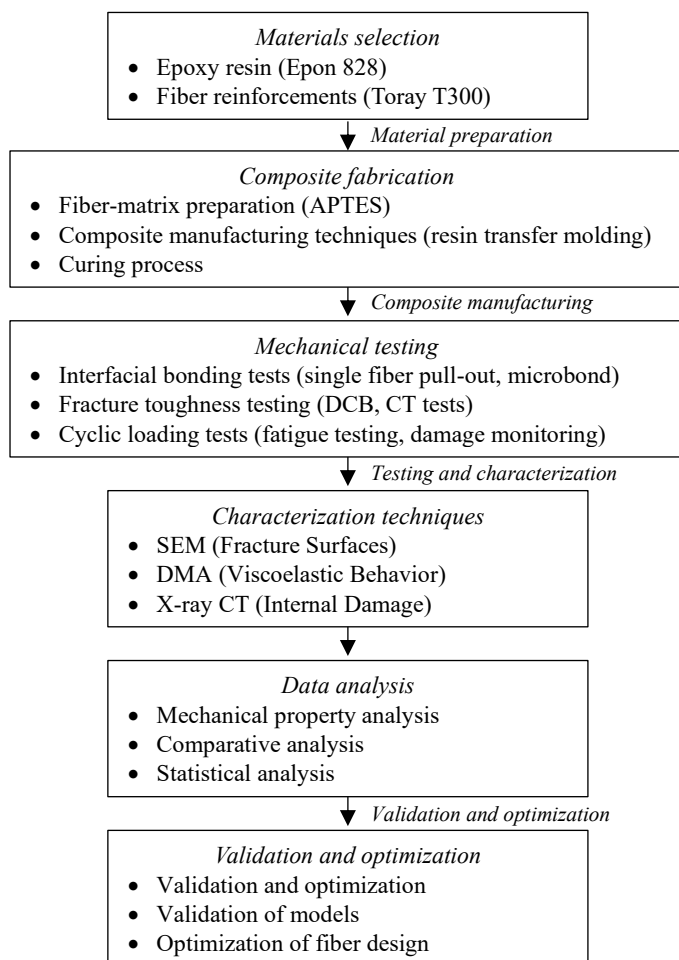 Materials selection
• Epoxy resin (Epon 828)
• Fiber reinforcements (Toray T300)
Material preparation
Composite fabrication
• Fiber-matrix preparation (APTES)
• Composite manufacturing techniques (resin transfer molding)
• Curing process
Composite manufacturing
Mechanical testing
• Interfacial bonding tests (single fiber pull-out, microbond)
• Fracture toughness testing (DCB, CT tests)
• Cyclic loading tests (fatigue testing, damage monitoring)
Testing and characterization
Characterization techniques
• SEM (Fracture Surfaces)
• DMA (Viscoelastic Behavior)
• X-ray CT (Internal Damage)
Data analysis
• Mechanical property analysis
• Comparative analysis
• Statistical analysis
Validation and optimization
Validation and optimization
• Validation and optimization
• Validation of models
• Optimization of fiber design